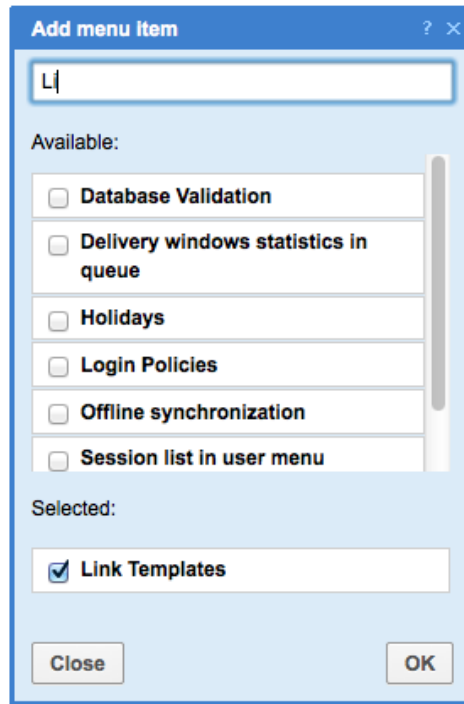 Add menu item ? ×
Li
Available:
Database Validation
Delivery windows statistics in
queue
Holidays
Login Policies
Offline synchronization
Session list in user menu
Selected:
Link Templates
Close OK